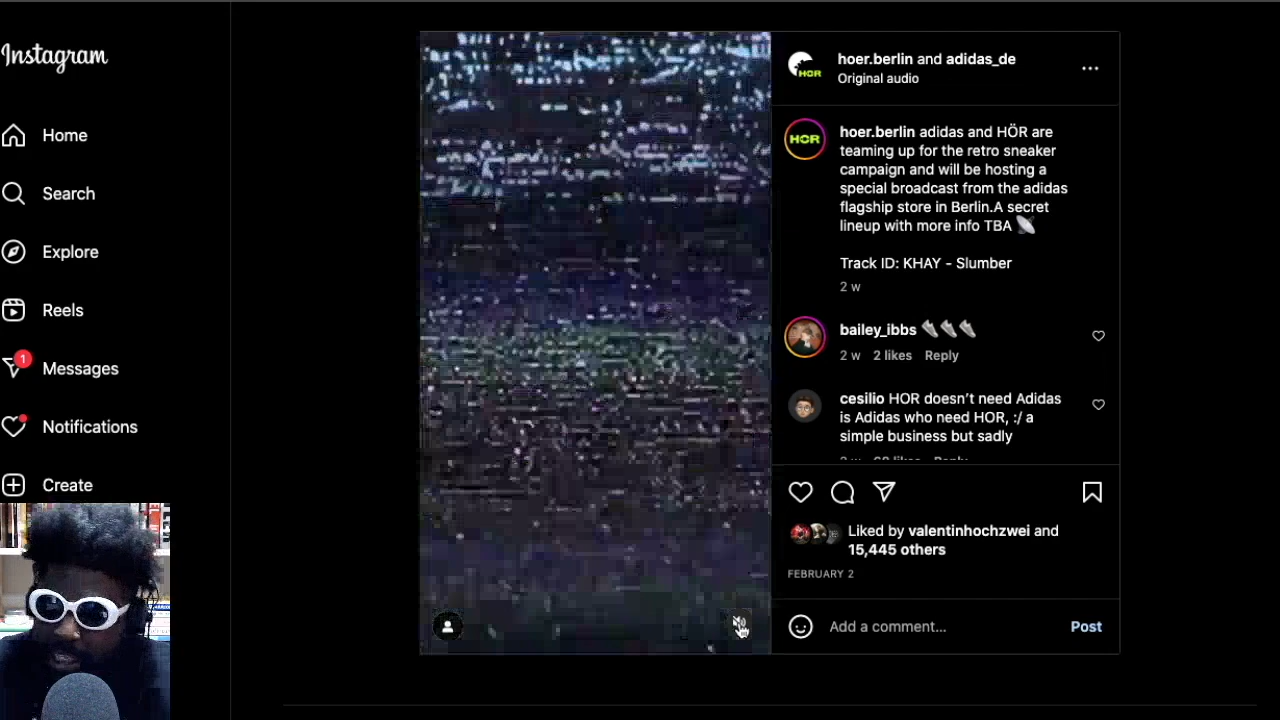 Instagram
Home
Search
Explore
Reels
1
Messages
Notifications
Create
HOR
hoer.berlin and adidas_de
Original audio
HOR
hoer.berlin adidas and HÖR are
teaming up for the retro sneaker
campaign and will be hosting a
special broadcast from the adidas
flagship store in Berlin.A secret
lineup with more info TBA
Track ID: KHAY - Slumber
2 w
bailey_ibbs
2 w 2 likes Reply
cesilio HOR doesn't need Adidas
is Adidas who need HOR, :/ a
simple business but sadly
Liked by valentinhochzwei and
15,445 others
FEBRUARY 2
Add a comment...
Post